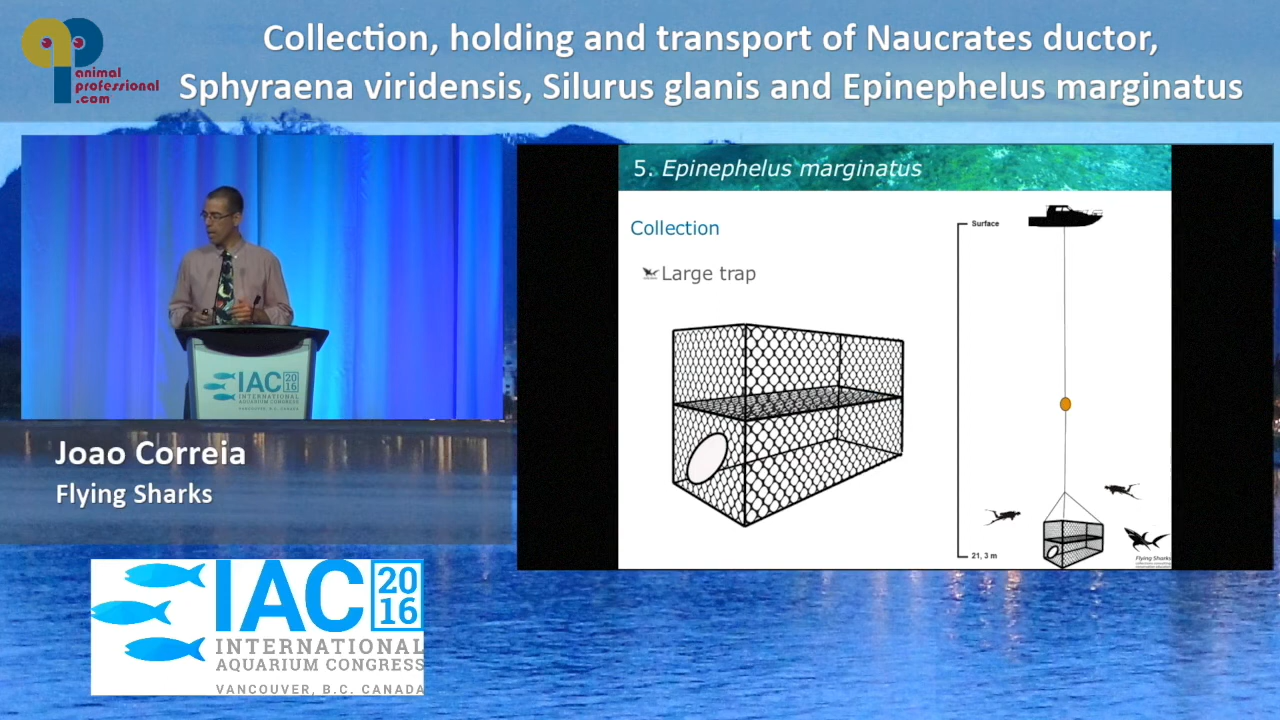 Collection, holding and transport of Naucrates ductor,
Sphyraena viridensis, Silurus glanis and Epinephelus marginatus
animal
professional
.com
5. Epinephelus marginatus
Collection
Large trap
Surface
21, 3 m
Flying Sharks
IAC 20 16
INTERNATIONAL
AQUARIUM CONGRESS
VANCOUVER, B.C. CANADA
Joao Correia
Flying Sharks
IAC 20 16
INTERNATIONAL
AQUARIUM CONGRESS
VANCOUVER, B.C. CANADA